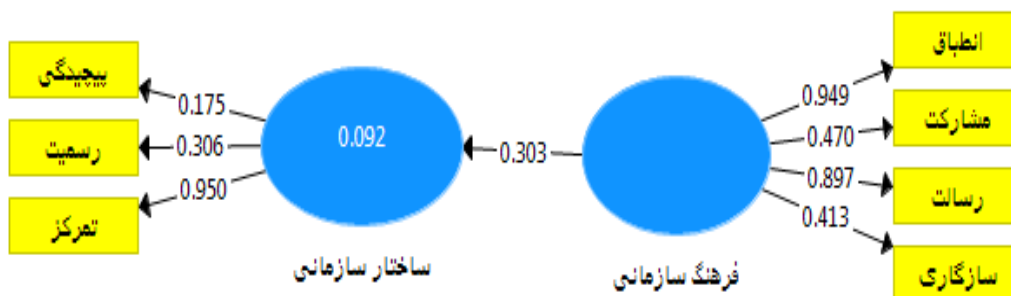 انطباق
مشارکت
رسالت
سازگاری
0.949
0.470
0.897
0.413
فرهنگ سازمانی
0.303
0.092
ساختار سازمانی
0.175
0.306
0.950
پیچیدگی
رسمیت
تمرکز